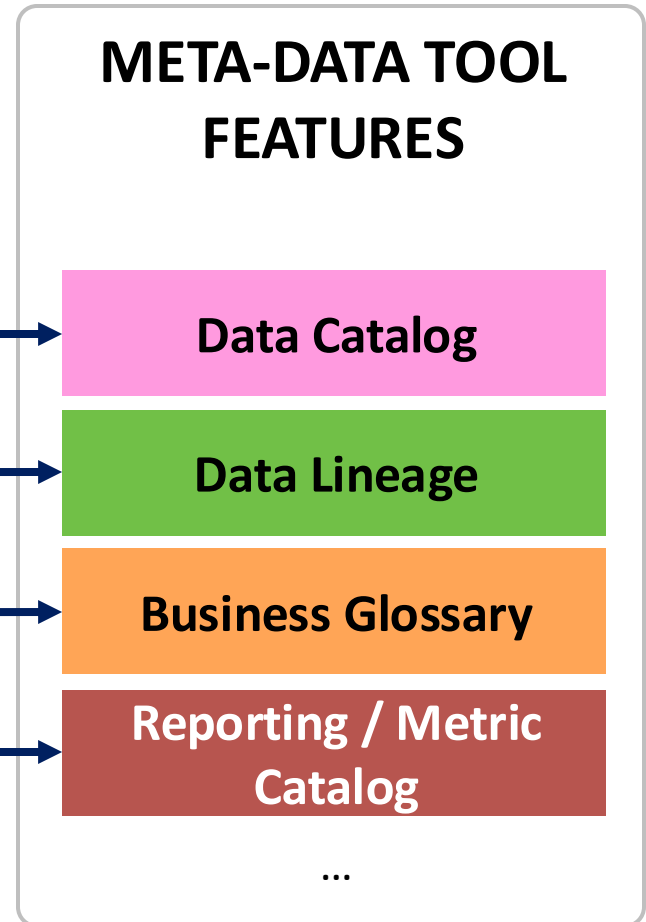 META-DATA TOOL
FEATURES
Data Catalog
Data Lineage
Business Glossary
Reporting / Metric
Catalog
...